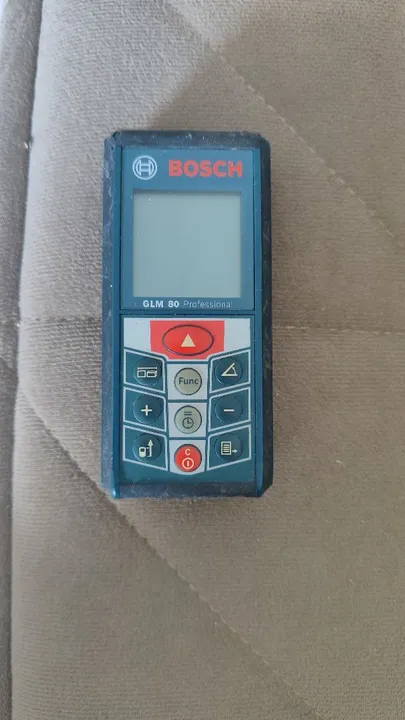 BOSCH
GLM 80 Professional
Func
+ -
C